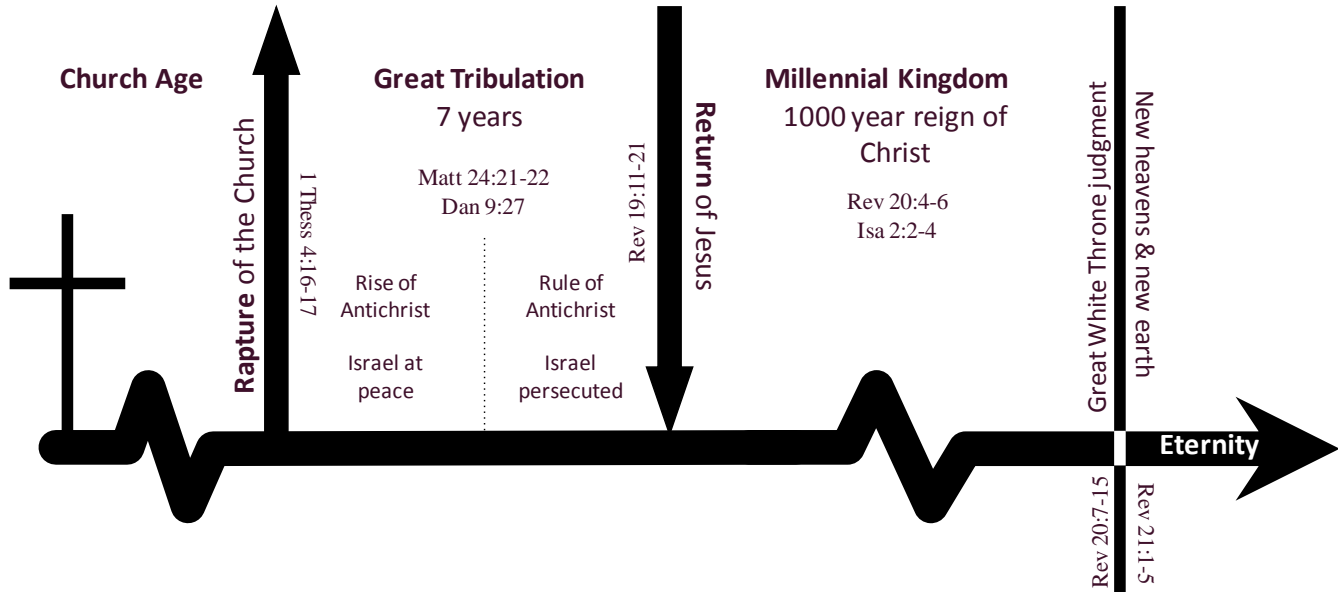 Church Age
Rapture of the Church
1 Thess 4:16-17
Great Tribulation
7 years
Matt 24:21-22
Dan 9:27
Rise of
Antichrist
Israel at
peace
Rule of
Antichrist
Israel
persecuted
Rev 19:11-21
Return of Jesus
Millennial Kingdom
1000 year reign of
Christ
Rev 20:4-6
Isa 2:2-4
Great White Throne judgment
New heavens & new earth
Eternity
Rev 20:7-15
Rev 21:1-5